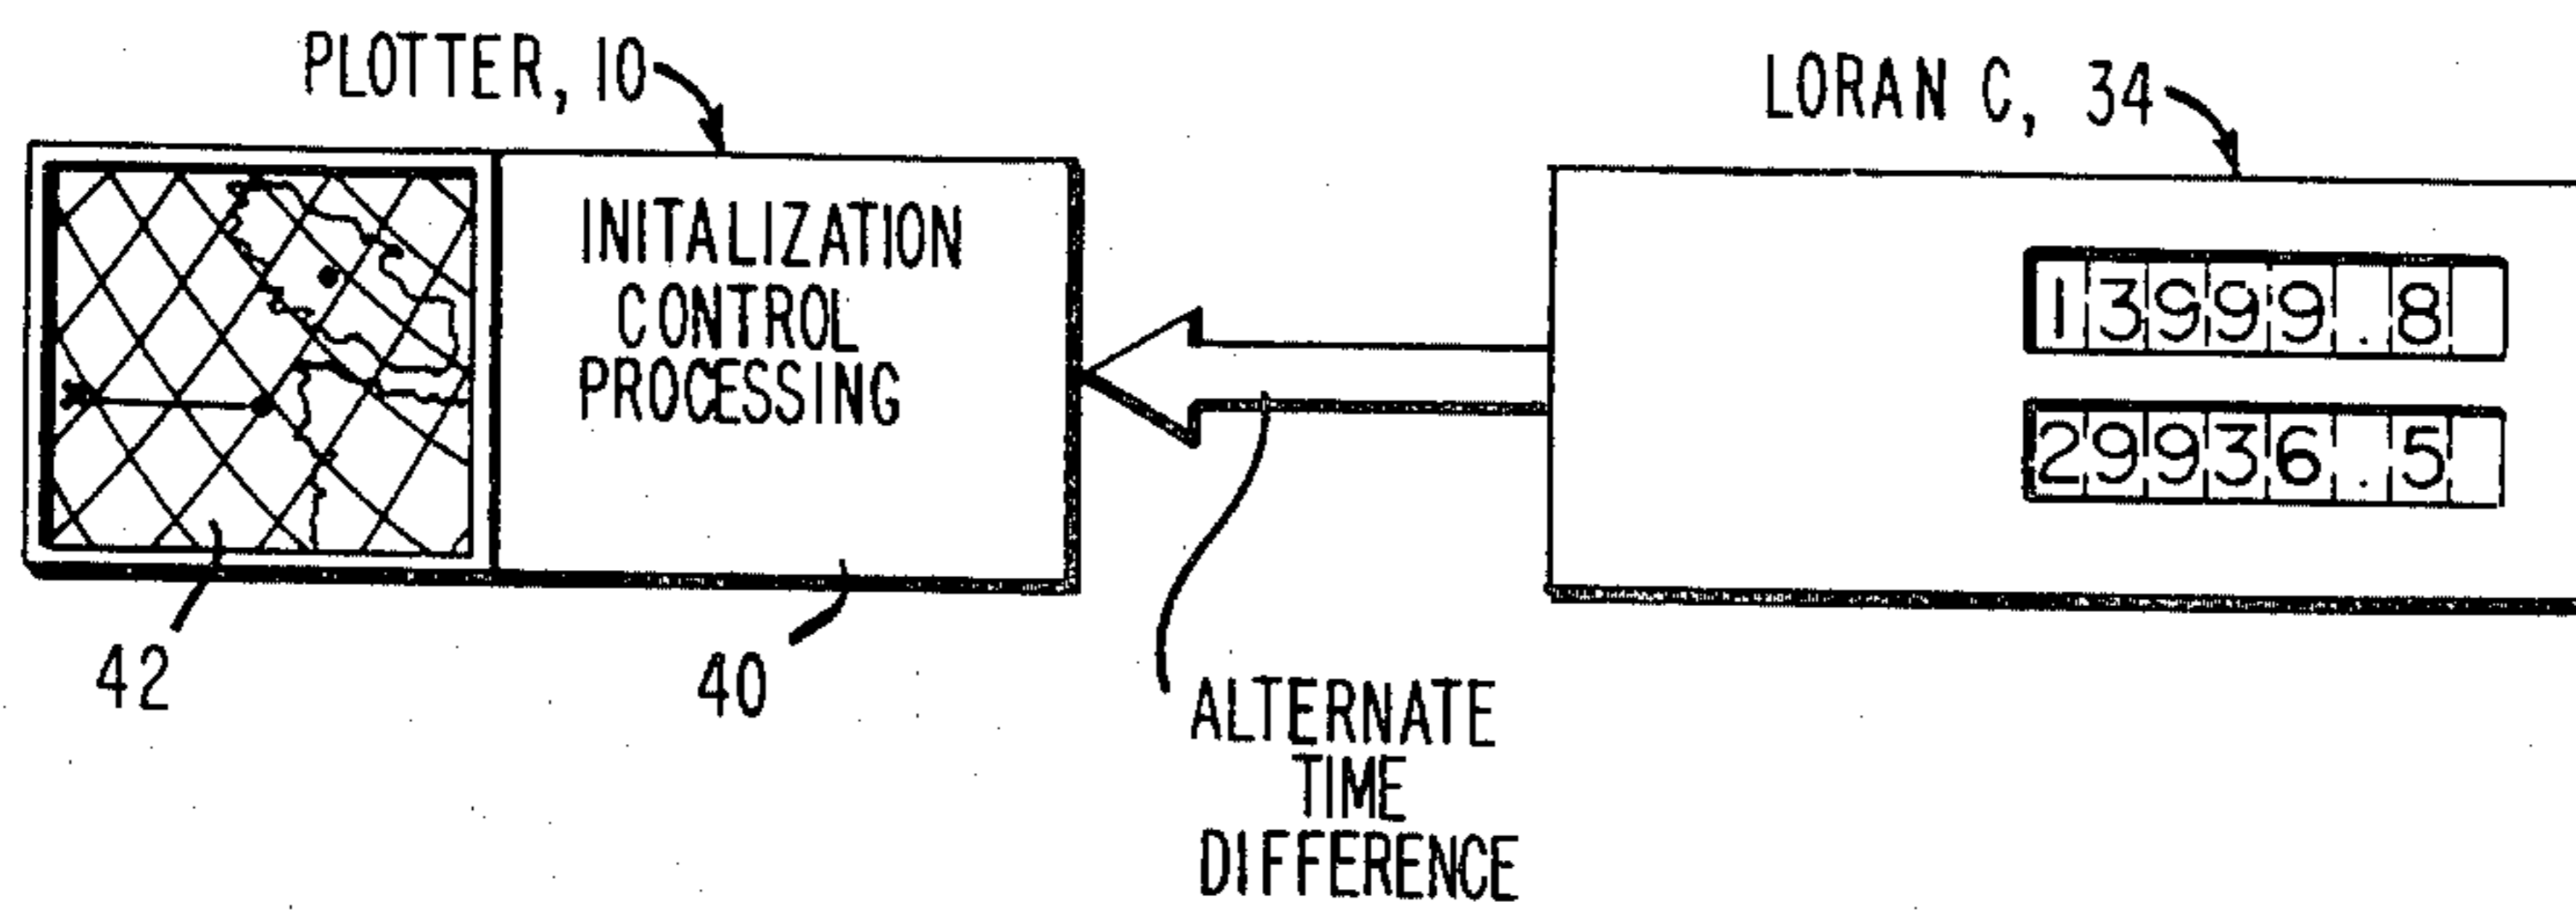 PLOTTER, 10
LORAN C, 34
INITALIZATION
CONTROL
PROCESSING
13999.8
29936.5
42
40
ALTERNATE
TIME
DIFFERENCE